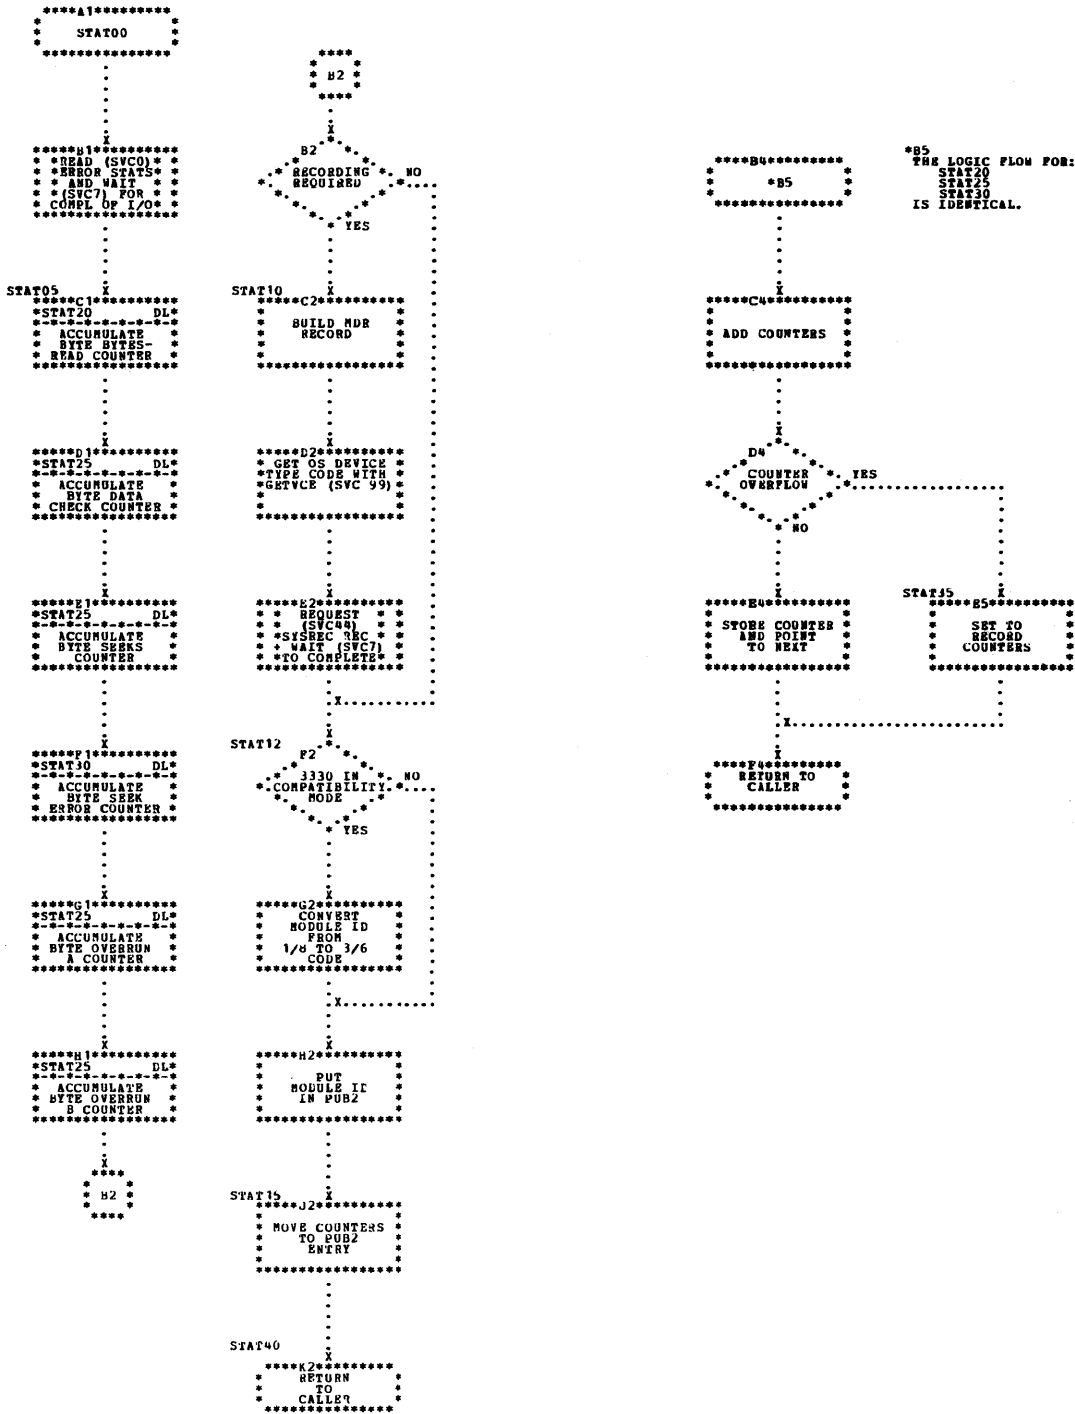 ****A1*********
STAT00
*****B1**********
*READ (SVC0)*
*ERROR STATS*
* AND WAIT *
*(SVC7) FOR *
COMPL OF I/O*
STAT05
*****C1**********
*STAT20 DL*
*-*-*-*-*-*-*-*-*
ACCUMULATE
BYTE BYTES-
READ COUNTER
*****D1**********
*STAT25 DL*
*-*-*-*-*-*-*-*-*
ACCUMULATE
BYTE DATA
CHECK COUNTER
*****E1**********
*STAT25 DL*
*-*-*-*-*-*-*-*-*
ACCUMULATE
BYTE SEEKS
COUNTER
*****F1**********
*STAT30 DL*
*-*-*-*-*-*-*-*-*
ACCUMULATE
BYTE SEEK
ERROR COUNTER
*****G1**********
*STAT25 DL*
*-*-*-*-*-*-*-*-*
ACCUMULATE
BYTE OVERRUN
A COUNTER
*****H1**********
*STAT25 DL*
*-*-*-*-*-*-*-*-*
ACCUMULATE
BYTE OVERRUN
B COUNTER
B2
B2
B2
RECORDING
REQUIRED
NO
YES
STAT10
*****C2**********
BUILD MDR
RECORD
*****D2**********
GET OS DEVICE
TYPE CODE WITH
GETVCE (SVC 99)
*****E2**********
REQUEST
(SVC44)
*SYSREC REC *
+ WAIT (SVC7)
*TO COMPLETE*
STAT12
F2
3330 IN
COMPATIBILITY
MODE
NO
YES
*****G2**********
CONVERT
MODULE ID
FROM
1/8 TO 3/6
CODE
*****H2**********
PUT
MODULE ID
IN PUB2
STAT15
*****J2**********
MOVE COUNTERS
TO PUB2
ENTRY
STAT40
****K2*********
RETURN
TO
CALLER
****B4*********
*B5
*****C4**********
ADD COUNTERS
D4
COUNTER
OVERFLOW
YES
NO
*****E4**********
STORE COUNTER
AND POINT
TO NEXT
****F4*********
RETURN TO
CALLER
*B5
THE LOGIC FLOW FOR:
STAT20
STAT25
STAT30
IS IDENTICAL.
STAT35
*****E5**********
SET TO
RECORD
COUNTERS